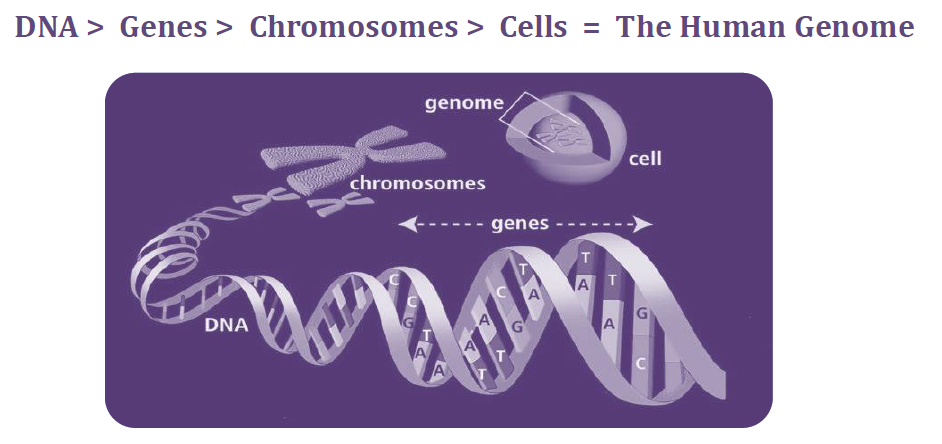 DNA > Genes > Chromosomes > Cells = The Human Genome
genome
cell
chromosomes
genes
DNA
C
C
G
T
A
A
A
T
A
T
C
G
T
A
T
A
T
A
G
C